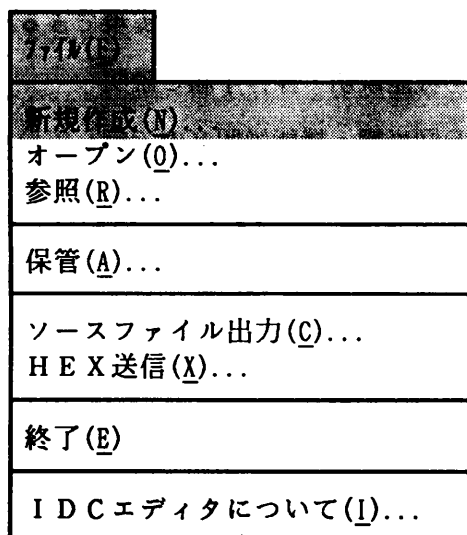 ファイル(F)
新規作成(N)...
オープン(O)...
参照(R)...
保管(A)...
ソースファイル出力(C)...
HEX送信(X)...
終了(E)
IDCエディタについて(I)...